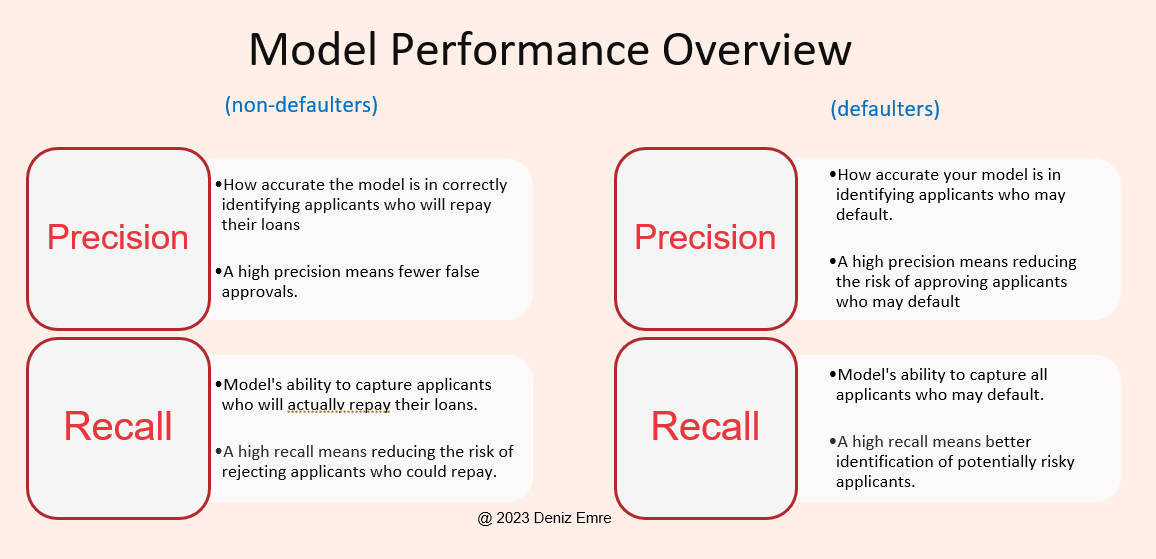 Model Performance Overview
(non-defaulters)
Precision
•How accurate the model is in correctly
identifying applicants who will repay
their loans
•A high precision means fewer false
approvals.
Recall
•Model's ability to capture applicants
who will actually repay their loans.
•A high recall means reducing the risk of
rejecting applicants who could repay.
(defaulters)
Precision
•How accurate your model is in
identifying applicants who may
default.
•A high precision means reducing
the risk of approving applicants
who may default
Recall
•Model's ability to capture all
applicants who may default.
•A high recall means better
identification of potentially risky
applicants.
@ 2023 Deniz Emre